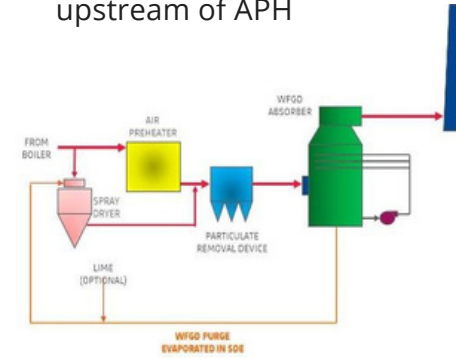 upstream of APH
WFGD
ABSORBER
AIR
PREHEATER
FROM
BOILER
SPRAY
DRYER
PARTICULATE
REMOVAL DEVICE
LIME
(OPTIONAL)
WFGD PURGE
EVAPORATED IN SDE